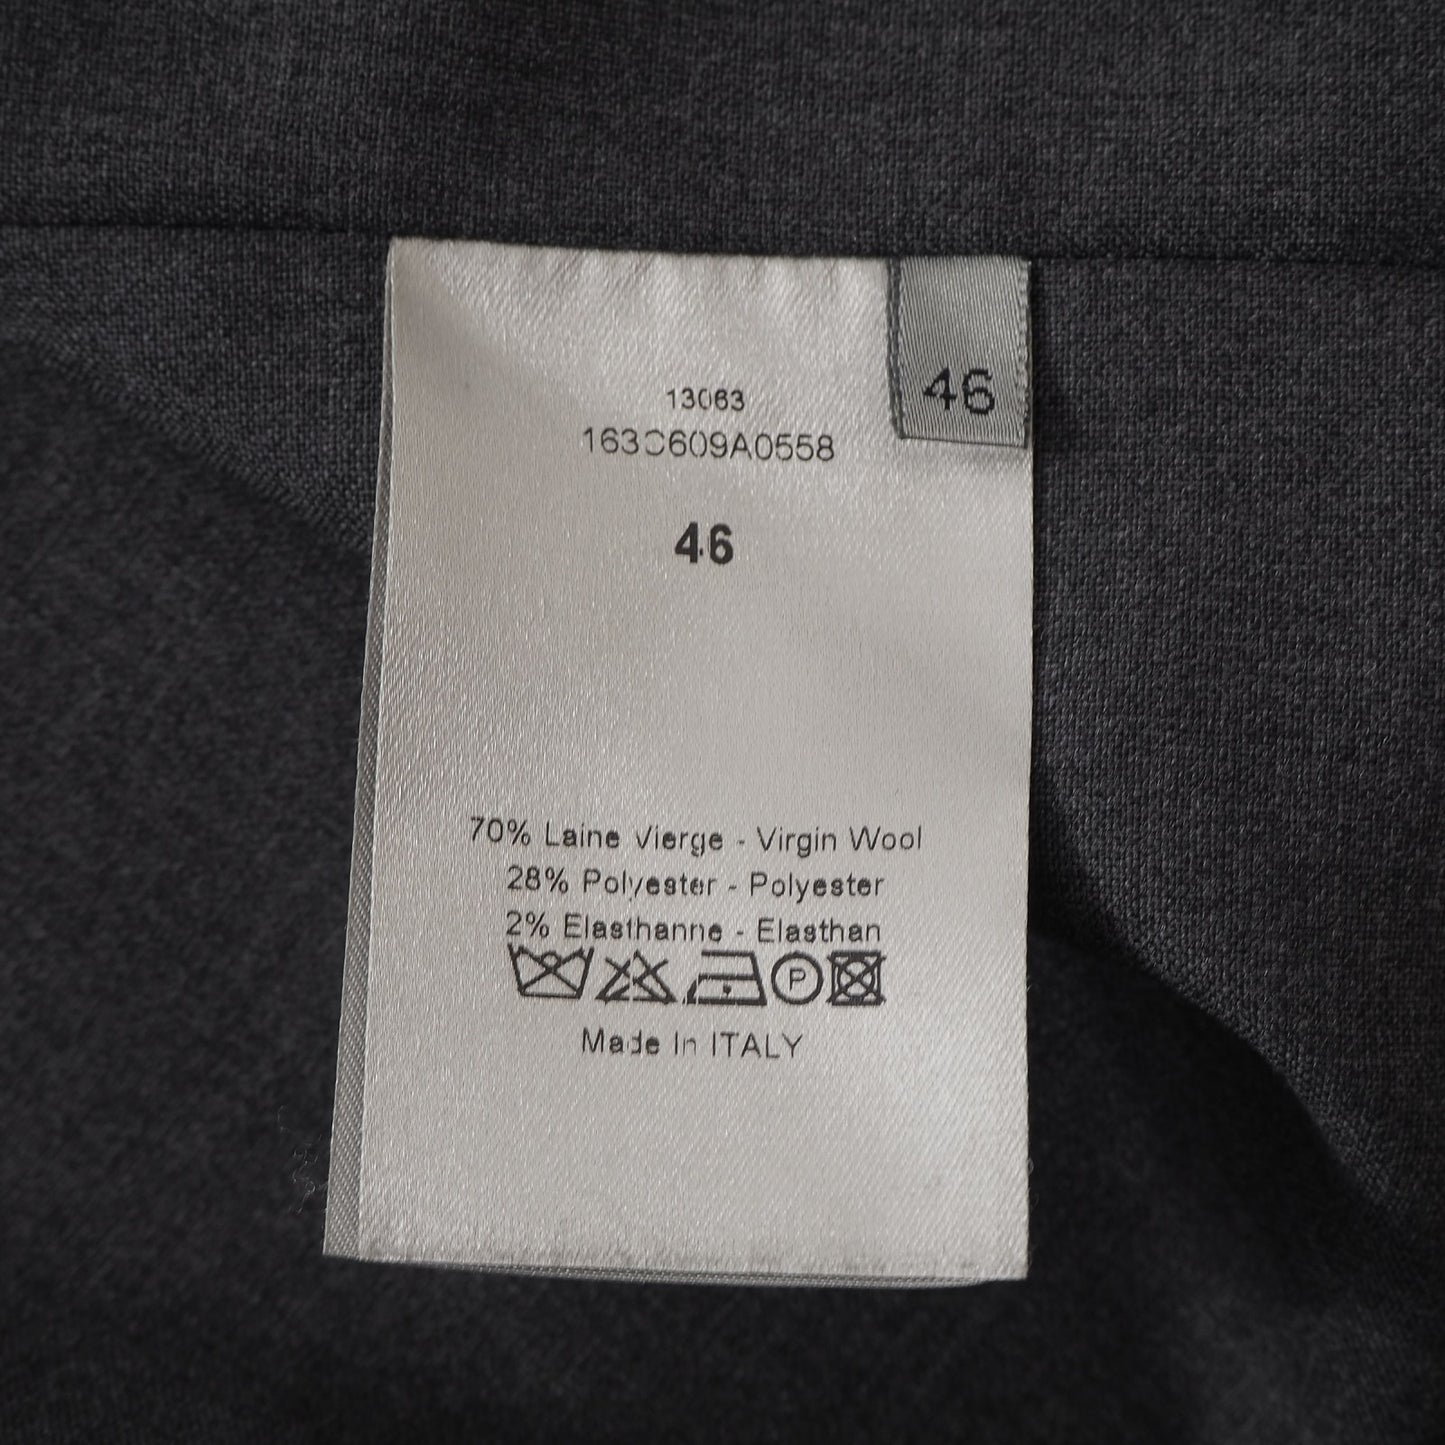 13063
163C609A0558
46
46
70% Laine Vierge - Virgin Wool
28% Polyester - Polyester
2% Elasthanne - Elasthan
P
Made In ITALY